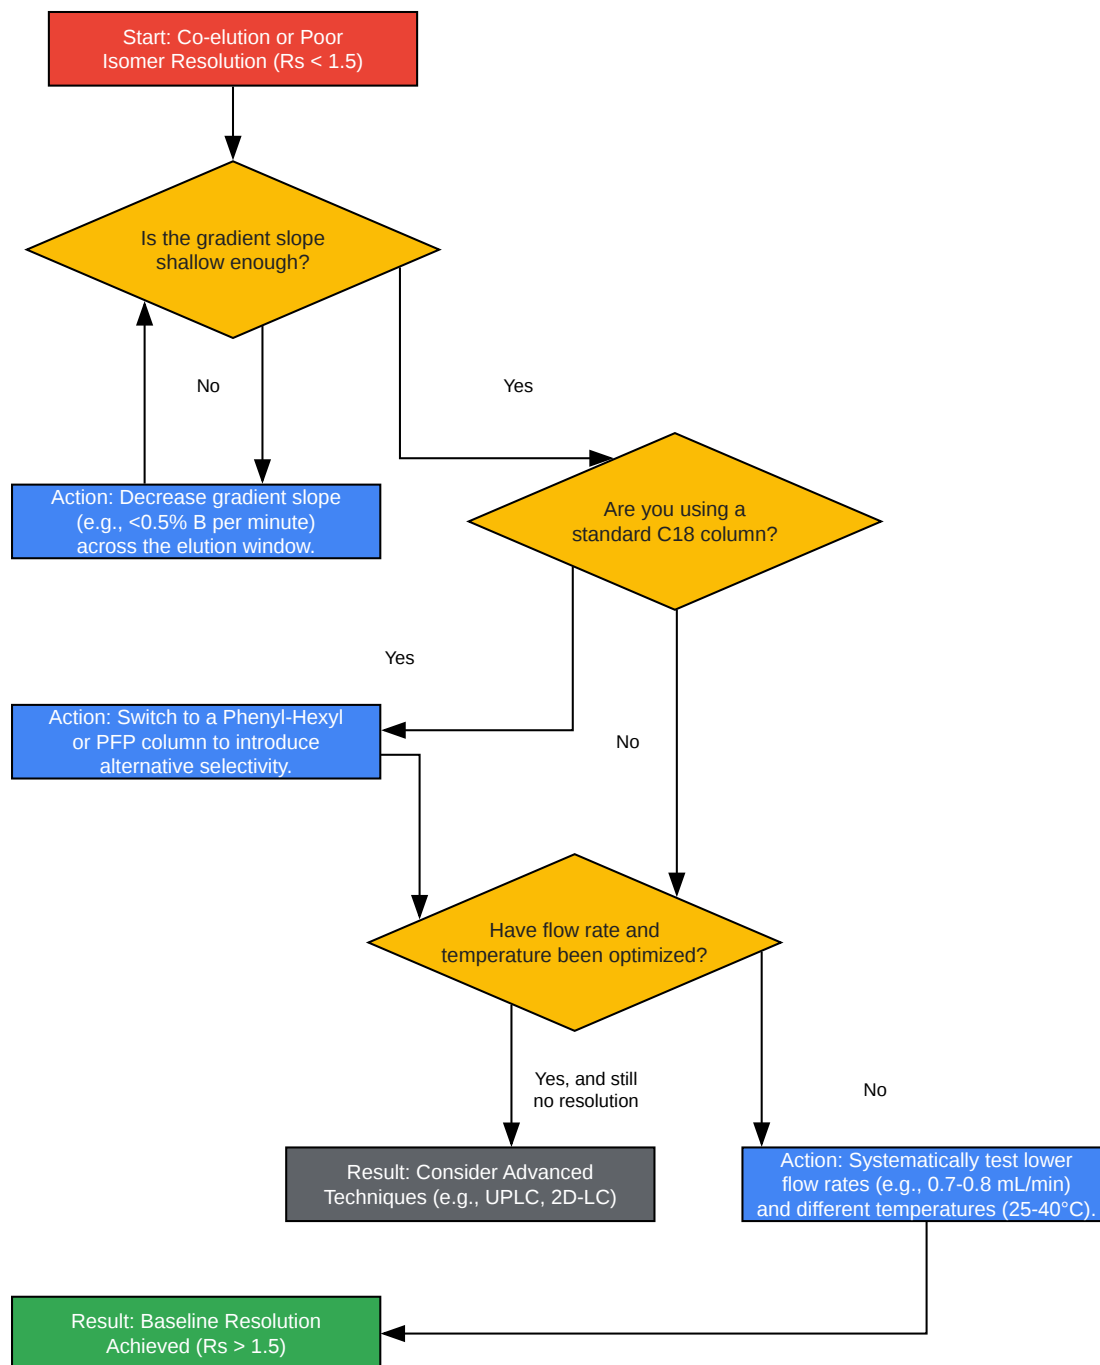 Start: Co-elution or Poor
Isomer Resolution (Rs < 1.5)
Is the gradient slope
shallow enough?
No
Yes
Action: Decrease gradient slope
(e.g., <0.5% B per minute)
across the elution window.
Are you using a
standard C18 column?
Yes
No
Action: Switch to a Phenyl-Hexyl
or PFP column to introduce
alternative selectivity.
Have flow rate and
temperature been optimized?
Yes, and still
no resolution
No
Result: Consider Advanced
Techniques (e.g., UPLC, 2D-LC)
Action: Systematically test lower
flow rates (e.g., 0.7-0.8 mL/min)
and different temperatures (25-40°C).
Result: Baseline Resolution
Achieved (Rs > 1.5)